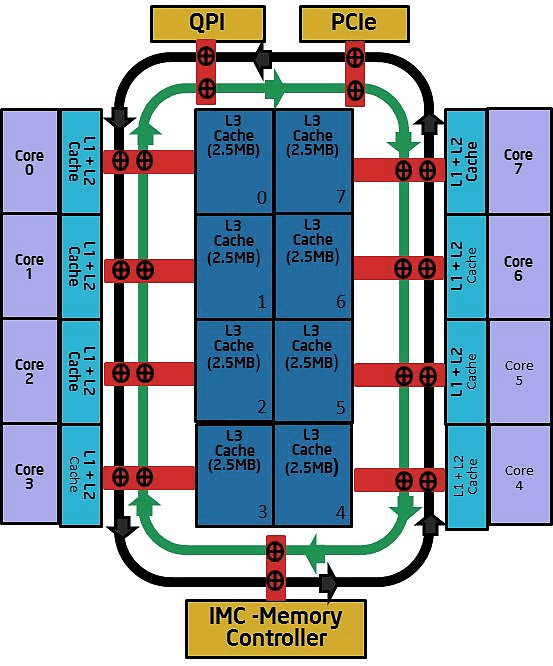 QPI
PCIe
Core
0
L1 + L2
Cache
L3
Cache
(2.5MB)
0
L3
Cache
(2.5MB)
7
L1 + L2
Cache
Core
7
Core
1
L1 + L2
Cache
L3
Cache
(2.5MB)
1
L3
Cache
(2.5MB)
6
L1 + L2
Cache
Core
6
Core
2
L1 + L2
Cache
L3
Cache
(2.5MB)
2
L3
Cache
(2.5MB)
5
L1 + L2
Cache
Core
5
Core
3
L1 + L2
Cache
L3
Cache
(2.5MB)
3
L3
Cache
(2.5MB)
4
L1 + L2
Cache
Core
4
IMC -Memory
Controller